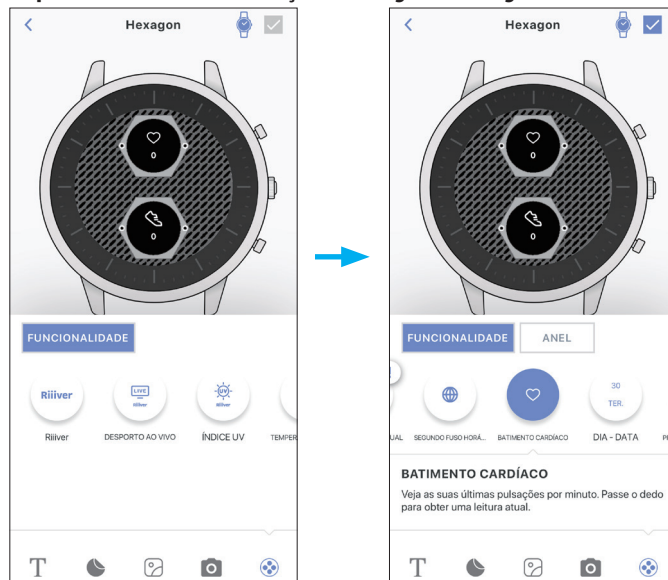 Hexagon
0
0
FUNCIONALIDADE
Riiiver
LIVE
Riiiver
UV
Riiiver
Riiiver
DESPORTO AO VIVO
ÍNDICE UV
TEMPER
T
Hexagon
0
0
FUNCIONALIDADE
ANEL
30
TER.
UAL
SEGUNDO FUSO HORÁ...
BATIMENTO CARDÍACO
DIA - DATA
BATIMENTO CARDÍACO
Veja as suas últimas pulsações por minuto. Passe o dedo
para obter uma leitura atual.
T